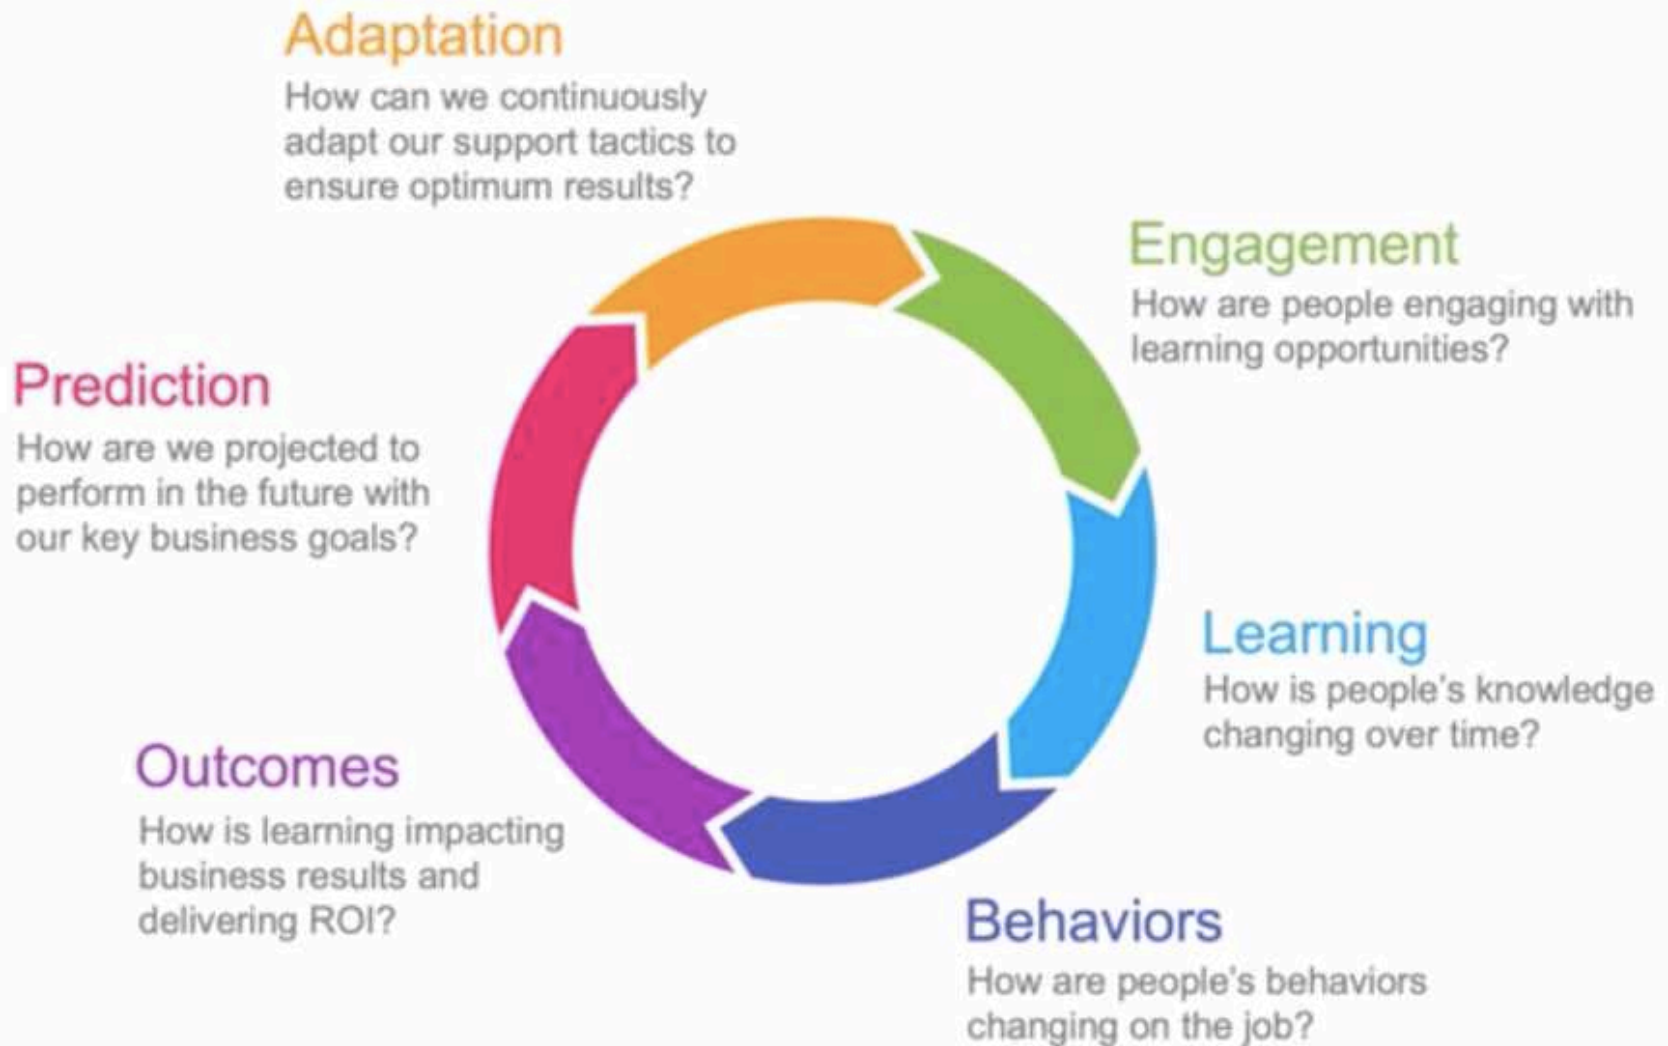 Adaptation
How can we continuously
adapt our support tactics to
ensure optimum results?
Engagement
How are people engaging with
learning opportunities?
Learning
How is people's knowledge
changing over time?
Behaviors
How are people's behaviors
changing on the job?
Outcomes
How is learning impacting
business results and
delivering ROI?
Prediction
How are we projected to
perform in the future with
our key business goals?